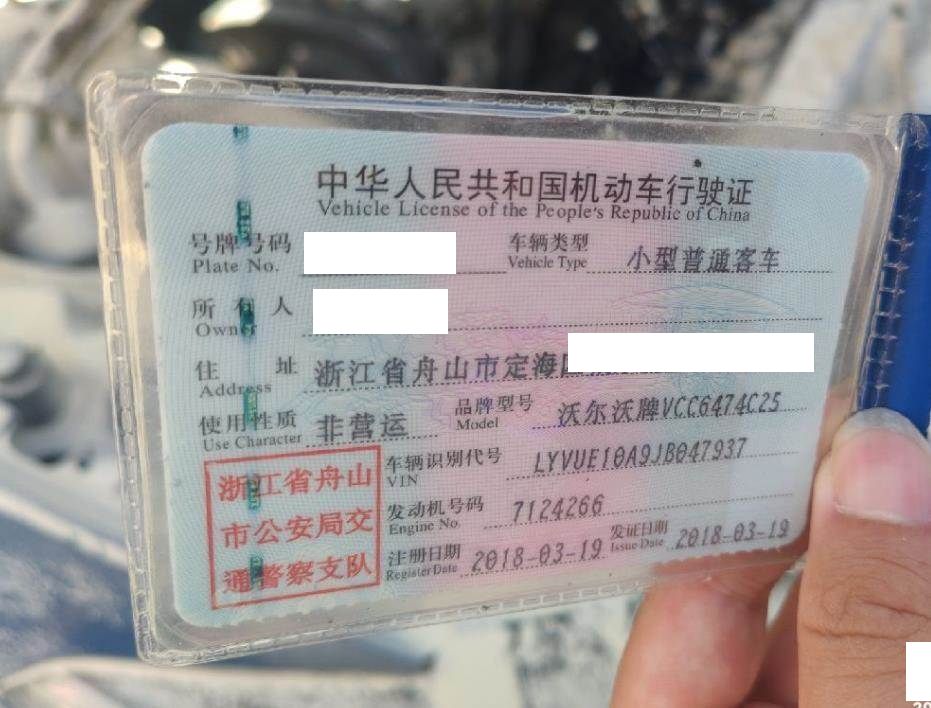 中华人民共和国机动车行驶证
Vehicle License of the People's Republic of China
号牌号码 车辆类型 小型普通客车
Plate No. Vehicle Type
所有人
Owner
住址 浙江省舟山市定海
Address
使用性质 非营运 品牌型号 沃尔沃牌VCC6474C25
Use Character Model
浙江省舟山 车辆识别代号 LYVUE10A9JB047937
VIN
市公安局交 发动机号码 7124266
Engine No.
通警察支队 注册日期 2018-03-19 发证日期 2018-03-19
Register Date Issue Date